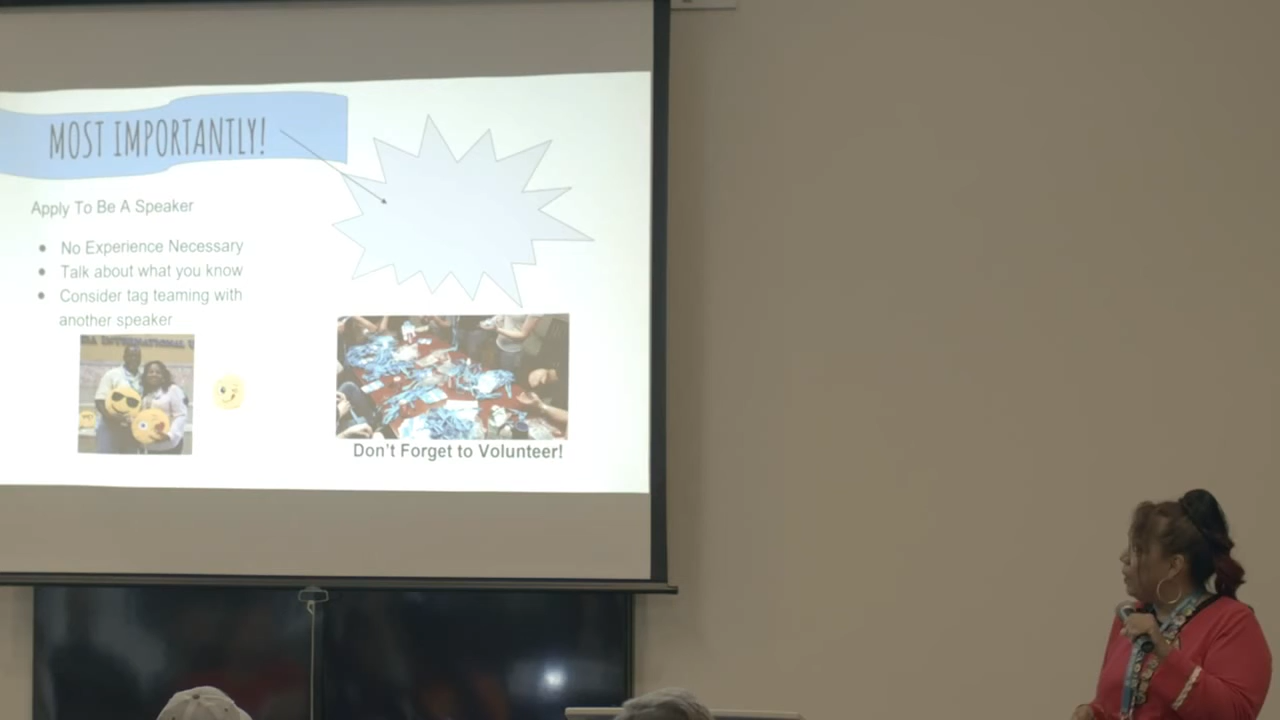 MOST IMPORTANTLY!
Apply To Be A Speaker
No Experience Necessary
Talk about what you know
Consider tag teaming with
another speaker
INTERNATIONAL U
Don't Forget to Volunteer!